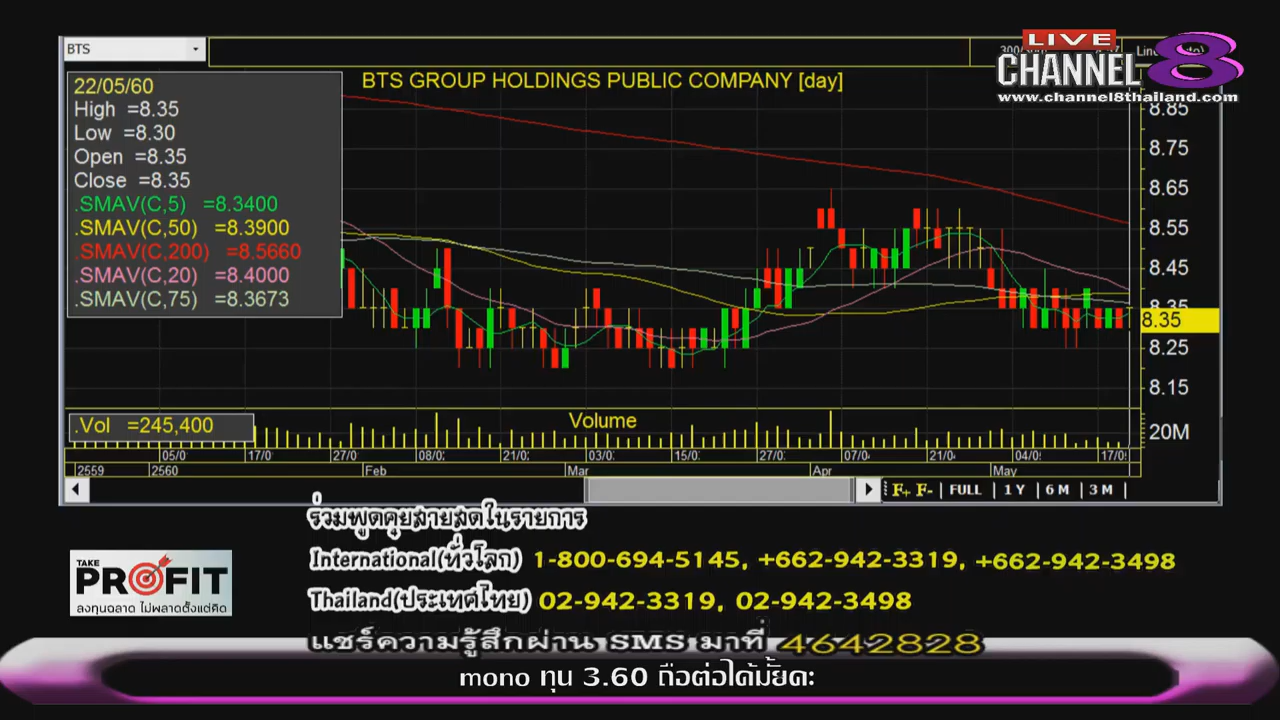 BTS
LIVE
CHANNEL 8
www.channel8thailand.com
BTS GROUP HOLDINGS PUBLIC COMPANY [day]
22/05/60
High =8.35
Low =8.30
Open =8.35
Close =8.35
.SMAV(C,5) =8.3400
.SMAV(C,50) =8.3900
.SMAV(C,200) =8.5660
.SMAV(C,20) =8.4000
.SMAV(C,75) =8.3673
8.85
8.75
8.65
8.55
8.45
8.35
8.35
8.25
8.15
.Vol =245,400
Volume
20M
05/0 17/0 27/0 08/0 21/0 03/0 15/0 27/0 07/0 21/0 04/0 17/0
2559 2560 Feb Mar Apr May
F+ F- FULL 1 Y 6 M 3 M
ร่วมพูดคุยสายสดในรายการ
International(ทั่วโลก) 1-800-694-5145, +662-942-3319, +662-942-3498
Thailand(ประเทศไทย) 02-942-3319, 02-942-3498
แชร์ความรู้สึกผ่าน SMS มาที่ 4642828
TAKE
PROFIT
ลงทุนฉลาด ไม่พลาดตั้งแต่คิด
mono ทุน 3.60 ถือต่อได้มั้ยคะ